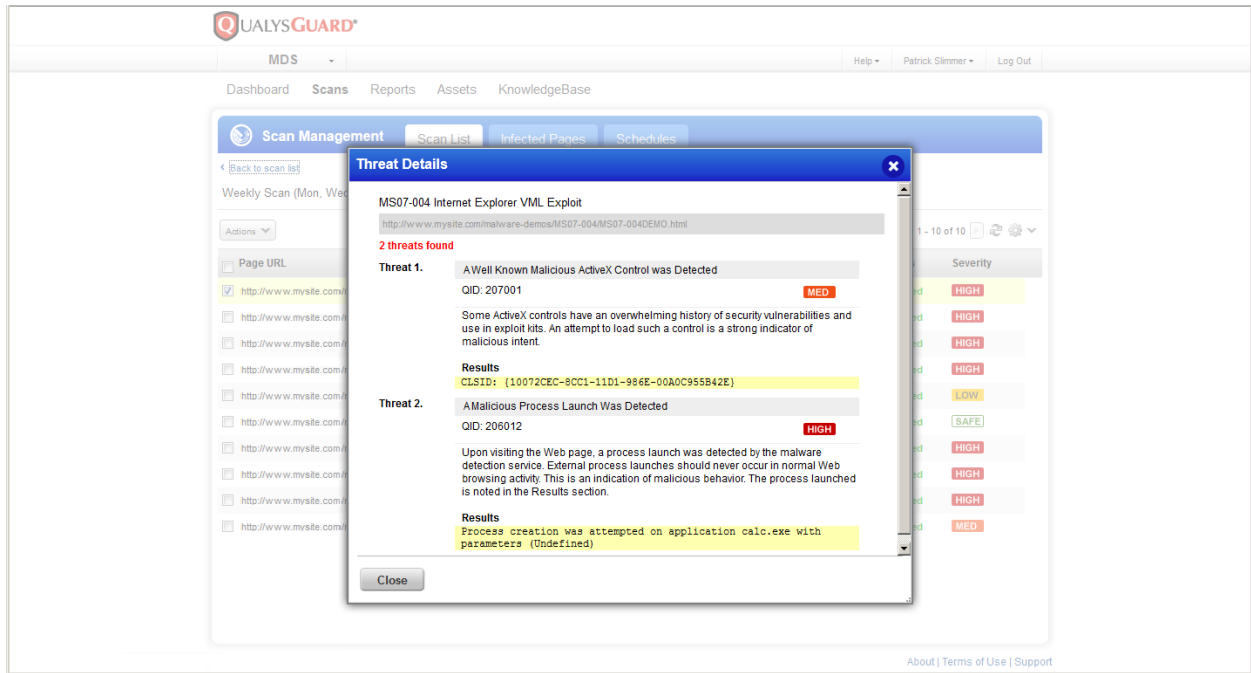 QUALYSGUARD®
MDS
Help
Patrick Slimmer
Log Out
Dashboard Scans Reports Assets KnowledgeBase
Scan Management
Scan List
Infected Pages
Schedules
Back to scan list
Weekly Scan (Mon, Wed
Actions
1 - 10 of 10
Page URL
Severity
http://www.mysite.com/
HIGH
http://www.mysite.com/
HIGH
http://www.mysite.com/
HIGH
http://www.mysite.com/
HIGH
http://www.mysite.com/
LOW
http://www.mysite.com/
SAFE
http://www.mysite.com/
HIGH
http://www.mysite.com/
HIGH
http://www.mysite.com/
HIGH
http://www.mysite.com/
MED
Threat Details
MS07-004 Internet Explorer VML Exploit
http://www.mysite.com/malware-demos/MS07-004/MS07-004DEMO.html
2 threats found
Threat 1.
A Well Known Malicious ActiveX Control was Detected
QID: 207001
MED
Some ActiveX controls have an overwhelming history of security vulnerabilities and
use in exploit kits. An attempt to load such a control is a strong indicator of
malicious intent.
Results
CLSID: {10072CEC-8CC1-11D1-986E-00A0C955B42E}
Threat 2.
A Malicious Process Launch Was Detected
QID: 206012
HIGH
Upon visiting the Web page, a process launch was detected by the malware
detection service. External process launches should never occur in normal Web
browsing activity. This is an indication of malicious behavior. The process launched
is noted in the Results section.
Results
Process creation was attempted on application calc.exe with
parameters (Undefined)
Close
About | Terms of Use | Support